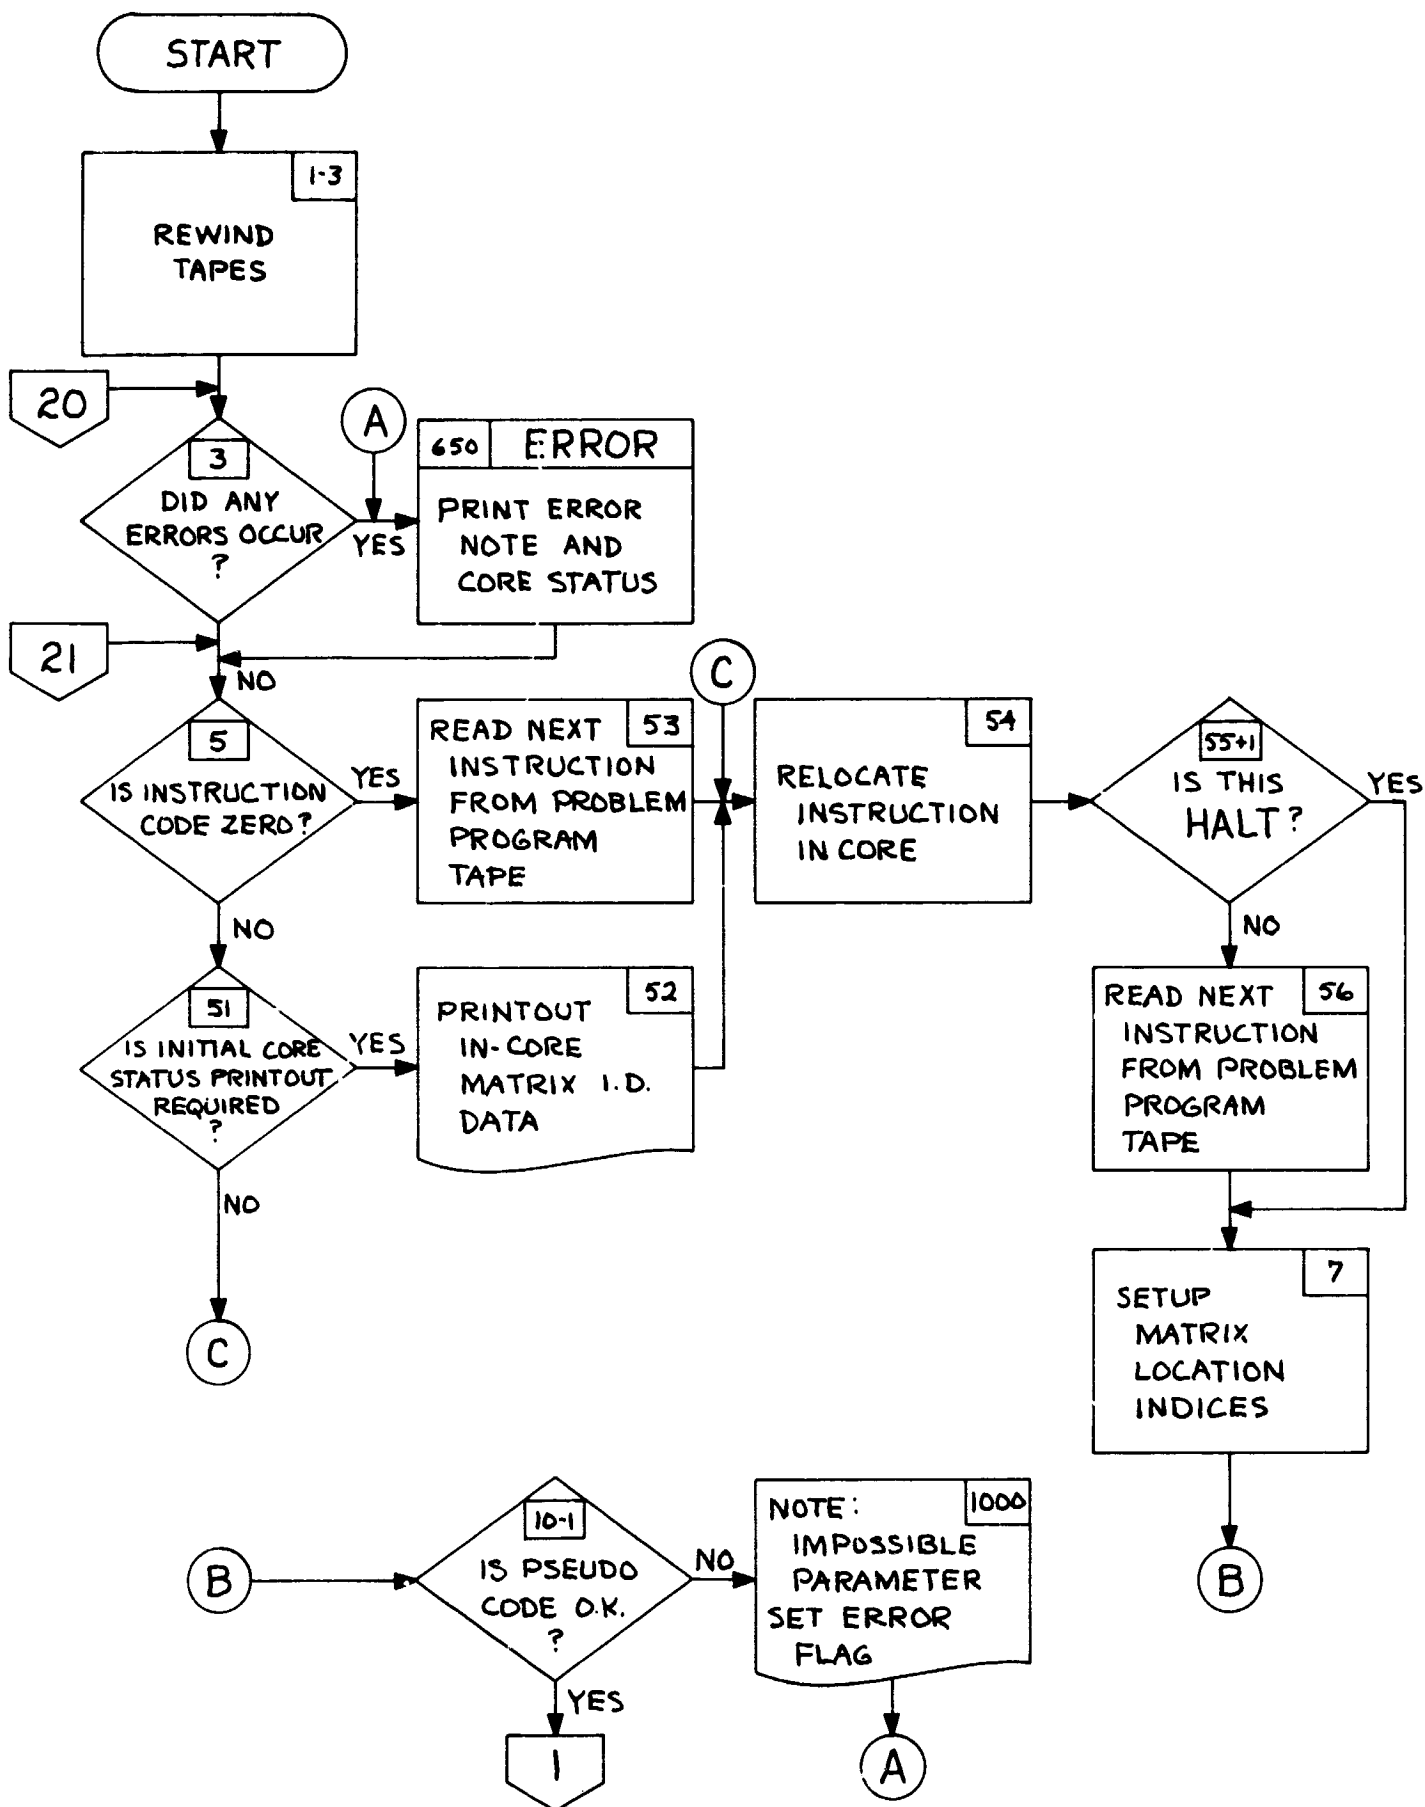 START
1-3
REWIND
TAPES
20
A
3
DID ANY
ERRORS OCCUR
?
YES
650 ERROR
PRINT ERROR
NOTE AND
CORE STATUS
21
NO
C
5
IS INSTRUCTION
CODE ZERO?
YES
READ NEXT 53
INSTRUCTION
FROM PROBLEM
PROGRAM
TAPE
54
RELOCATE
INSTRUCTION
IN CORE
55+1
IS THIS
HALT?
YES
NO
NO
51
IS INITIAL CORE
STATUS PRINTOUT
REQUIRED
?
YES
52
PRINTOUT
IN-CORE
MATRIX I.D.
DATA
READ NEXT 56
INSTRUCTION
FROM PROBLEM
PROGRAM
TAPE
NO
C
7
SETUP
MATRIX
LOCATION
INDICES
B
B
10-1
IS PSEUDO
CODE O.K.
?
NO
NOTE: 1000
IMPOSSIBLE
PARAMETER
SET ERROR
FLAG
YES
1
A